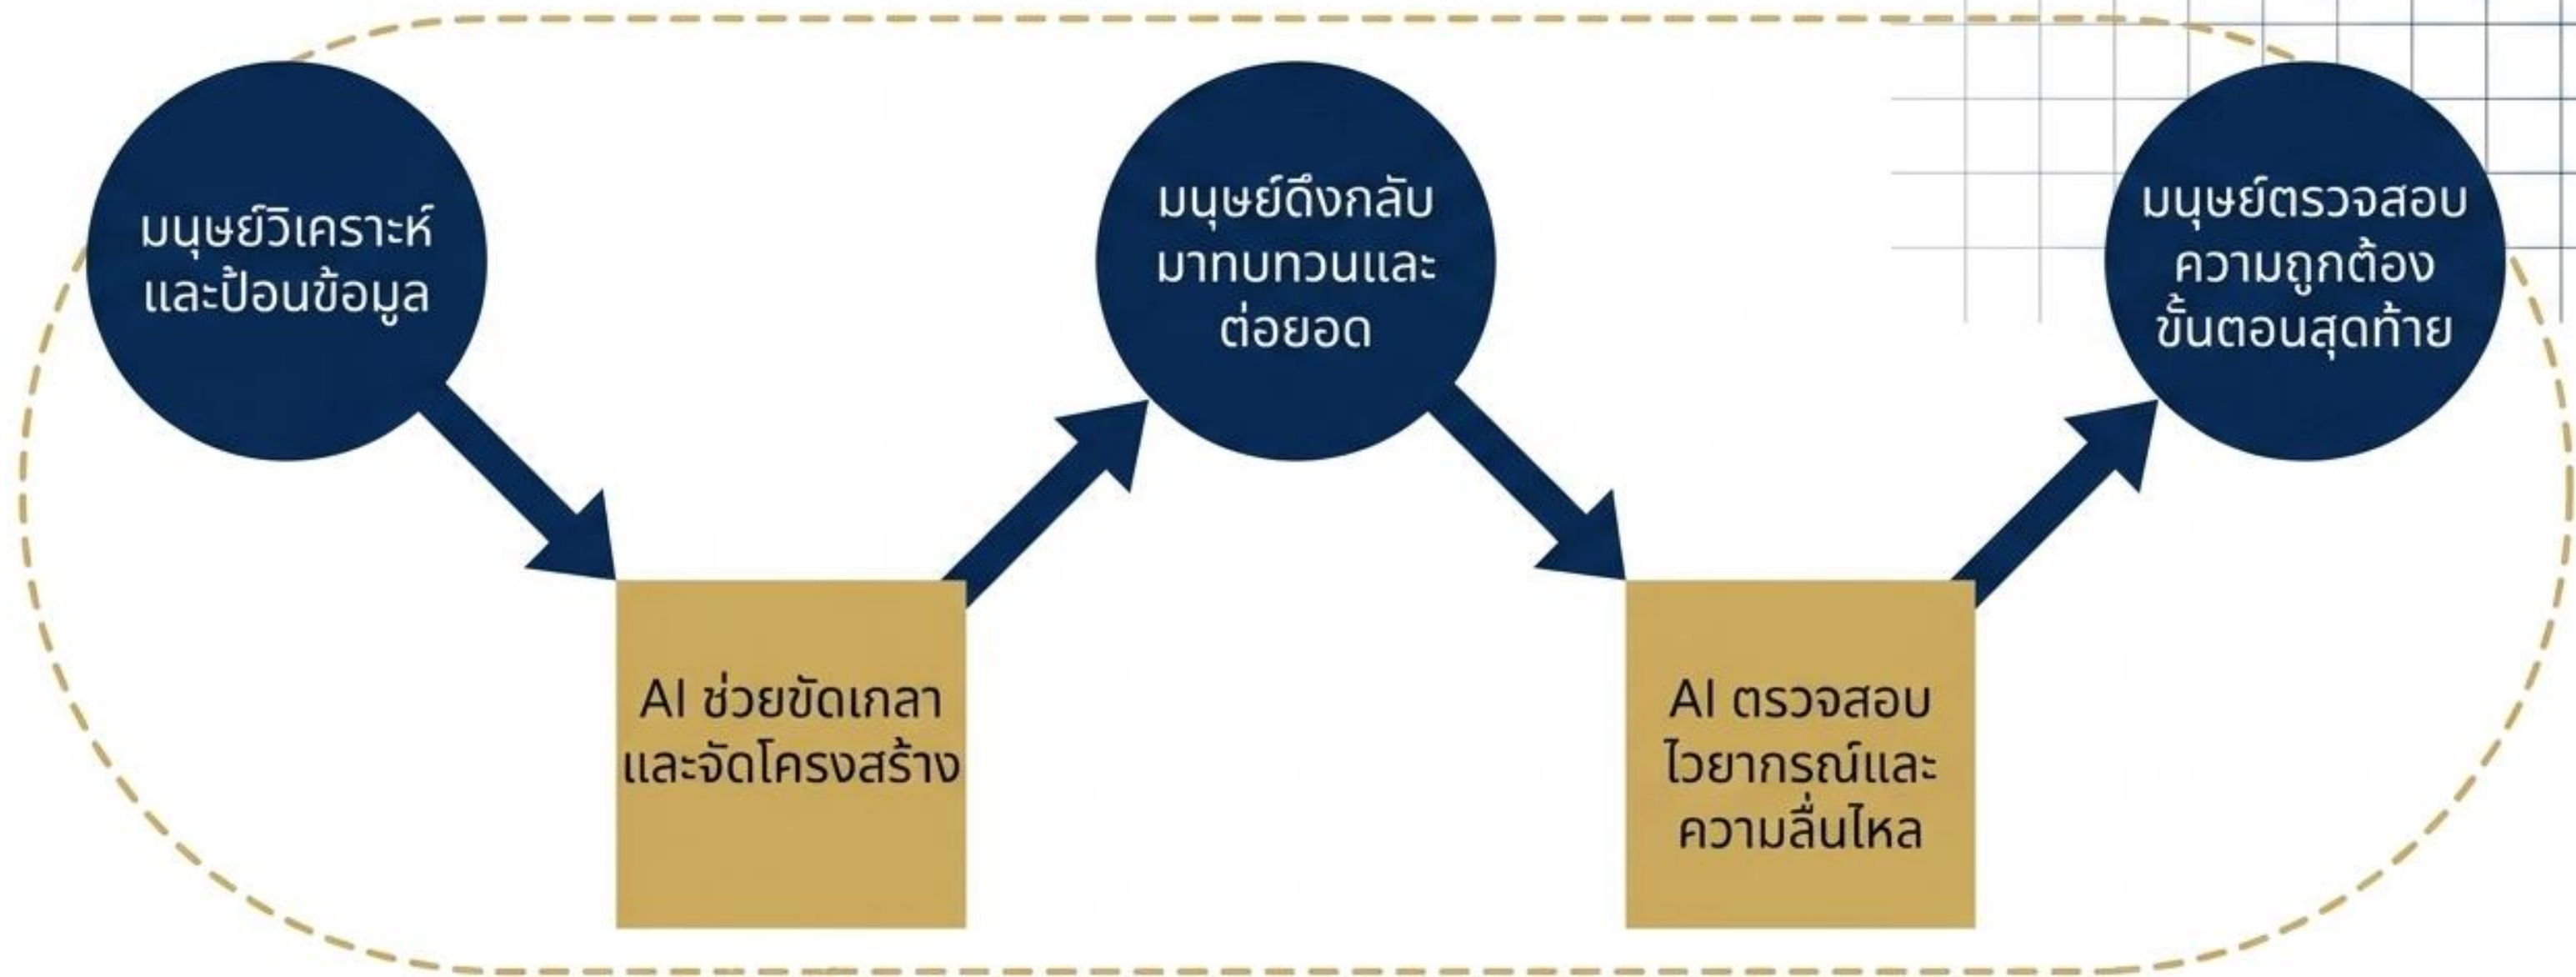 มนุษย์วิเคราะห์
และป้อนข้อมูล
AI ช่วยขัดเกลา
และจัดโครงสร้าง
มนุษย์ดึงกลับ
มาทบทวนและ
ต่อยอด
AI ตรวจสอบ
ไวยากรณ์และ
ความลื่นไหล
มนุษย์ตรวจสอบ
ความถูกต้อง
ขั้นตอนสุดท้าย